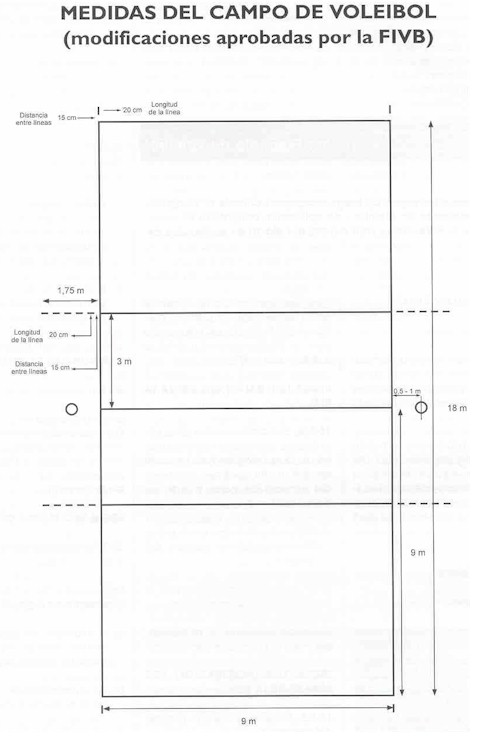 MEDIDAS DEL CAMPO DE VOLEIBOL
(modificaciones aprobadas por la FIVB)
20 cm
Longitud
de la línea
Distancia
entre líneas
15 cm
1,75 m
Longitud
de la línea
20 cm
Distancia
entre líneas
15 cm
3 m
0,5 - 1 m
18 m
9 m
9 m